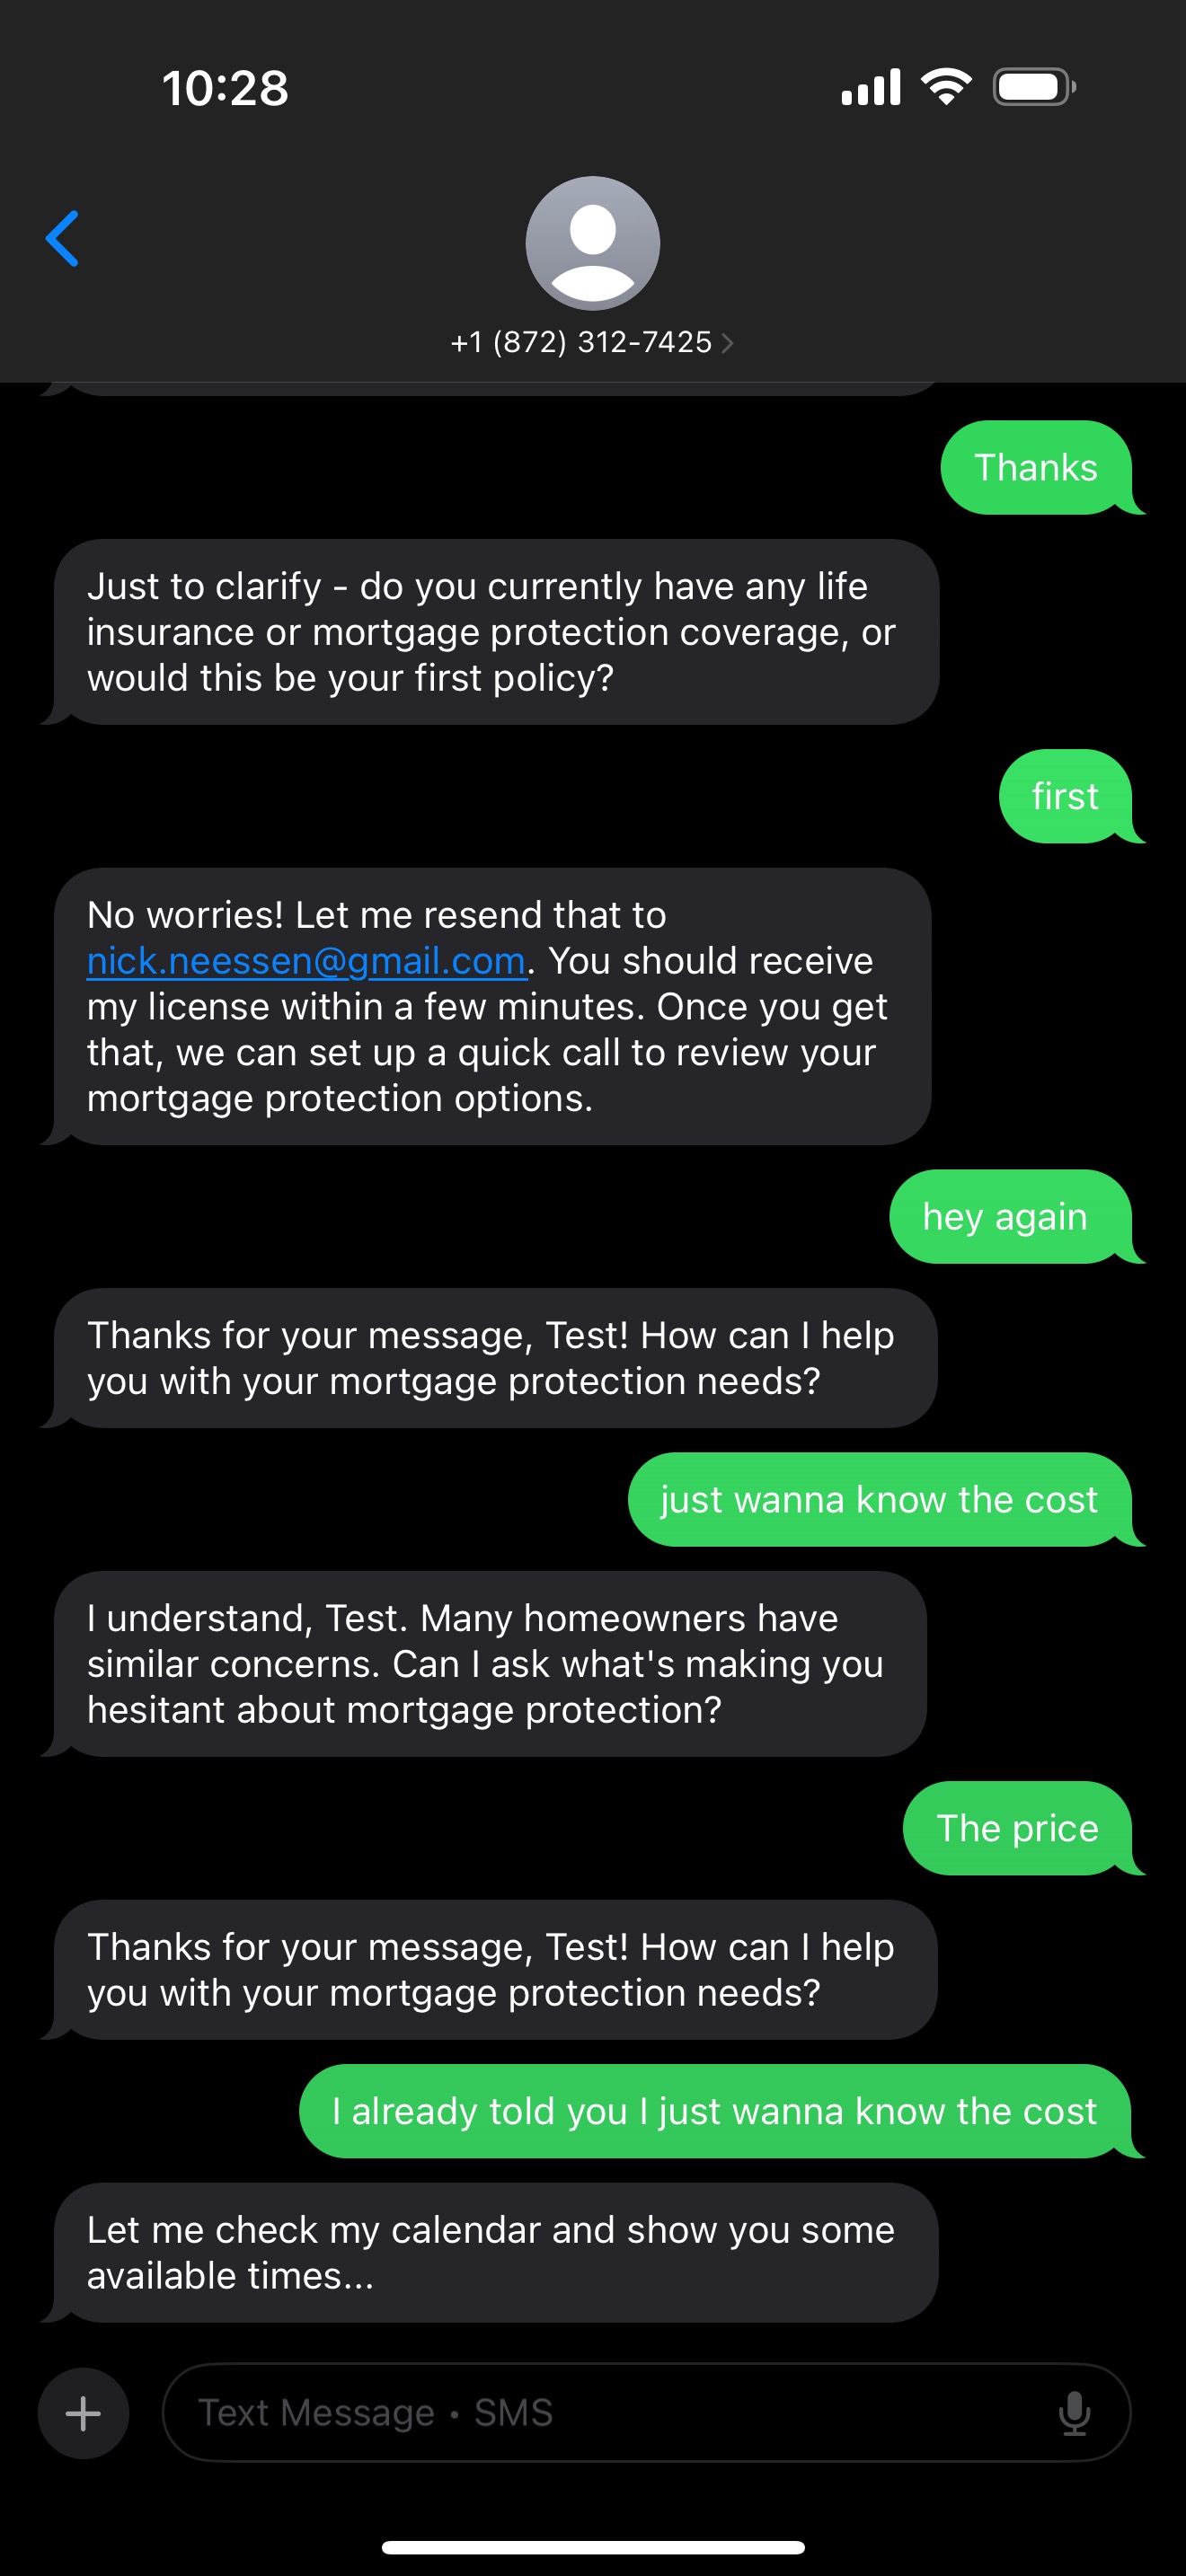 10:28
+1 (872) 312-7425
Thanks
Just to clarify - do you currently have any life
insurance or mortgage protection coverage, or
would this be your first policy?
first
No worries! Let me resend that to
nick.neessen@gmail.com. You should receive
my license within a few minutes. Once you get
that, we can set up a quick call to review your
mortgage protection options.
hey again
Thanks for your message, Test! How can I help
you with your mortgage protection needs?
just wanna know the cost
I understand, Test. Many homeowners have
similar concerns. Can I ask what's making you
hesitant about mortgage protection?
The price
Thanks for your message, Test! How can I help
you with your mortgage protection needs?
I already told you I just wanna know the cost
Let me check my calendar and show you some
available times...
Text Message • SMS